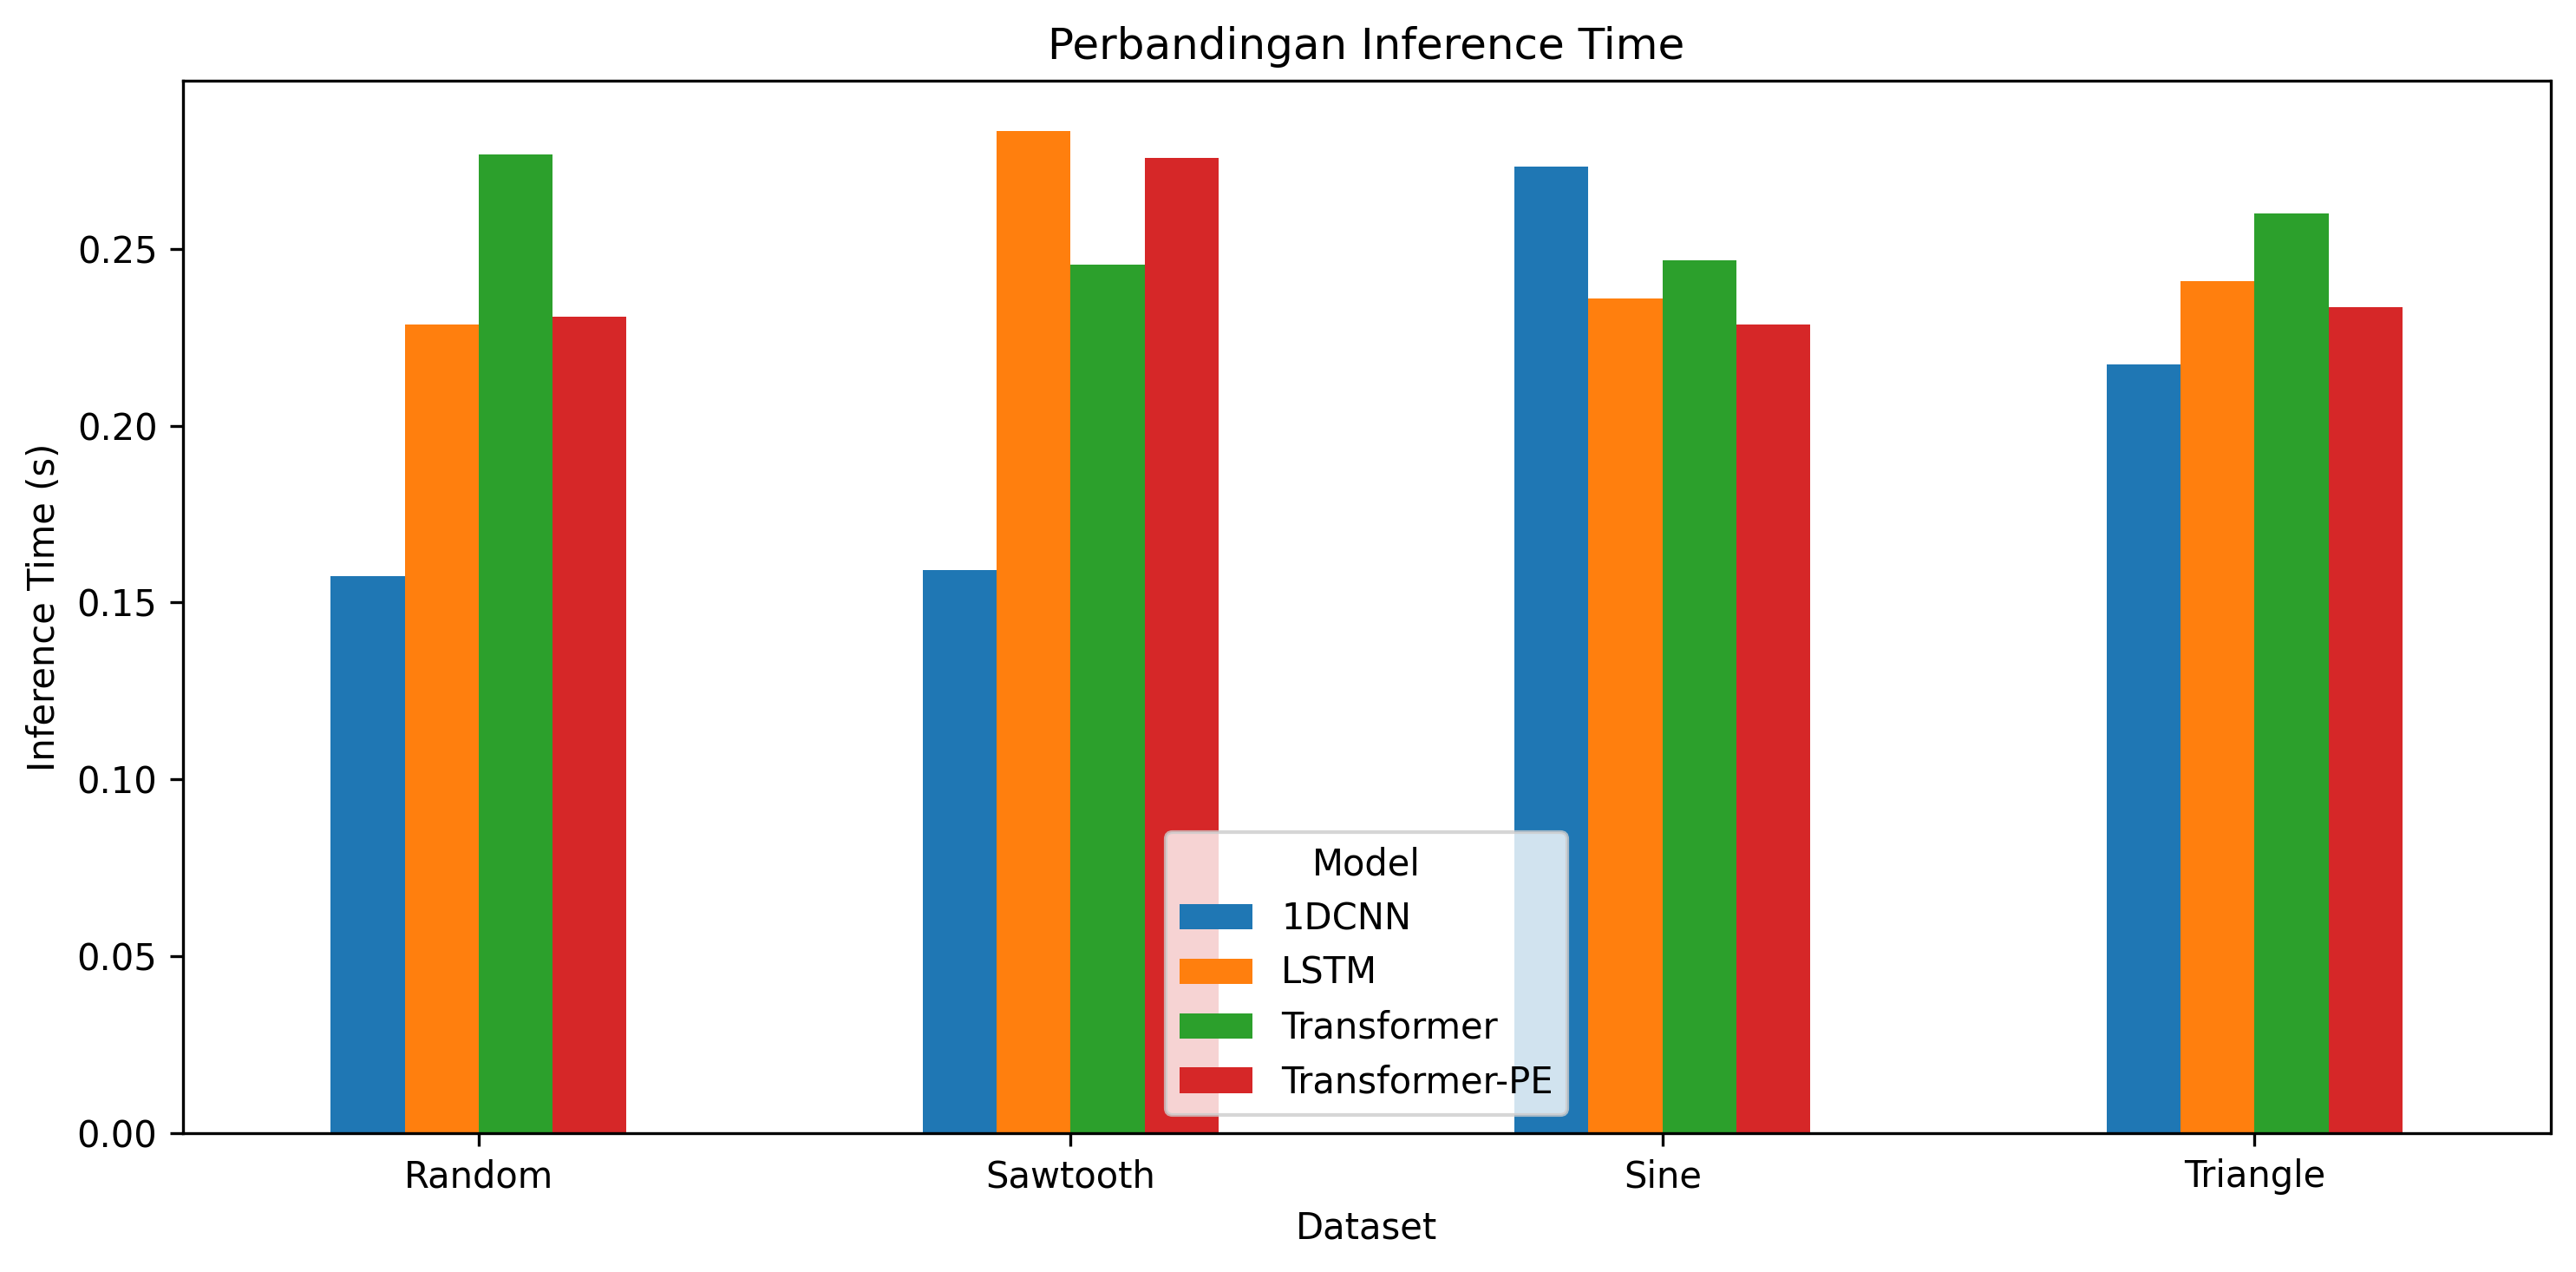 Perbandingan Inference Time
Inference Time (s)
0.25
0.20
0.15
0.10
0.05
0.00
Model
1DCNN
LSTM
Transformer
Transformer-PE
Random
Sawtooth
Sine
Triangle
Dataset